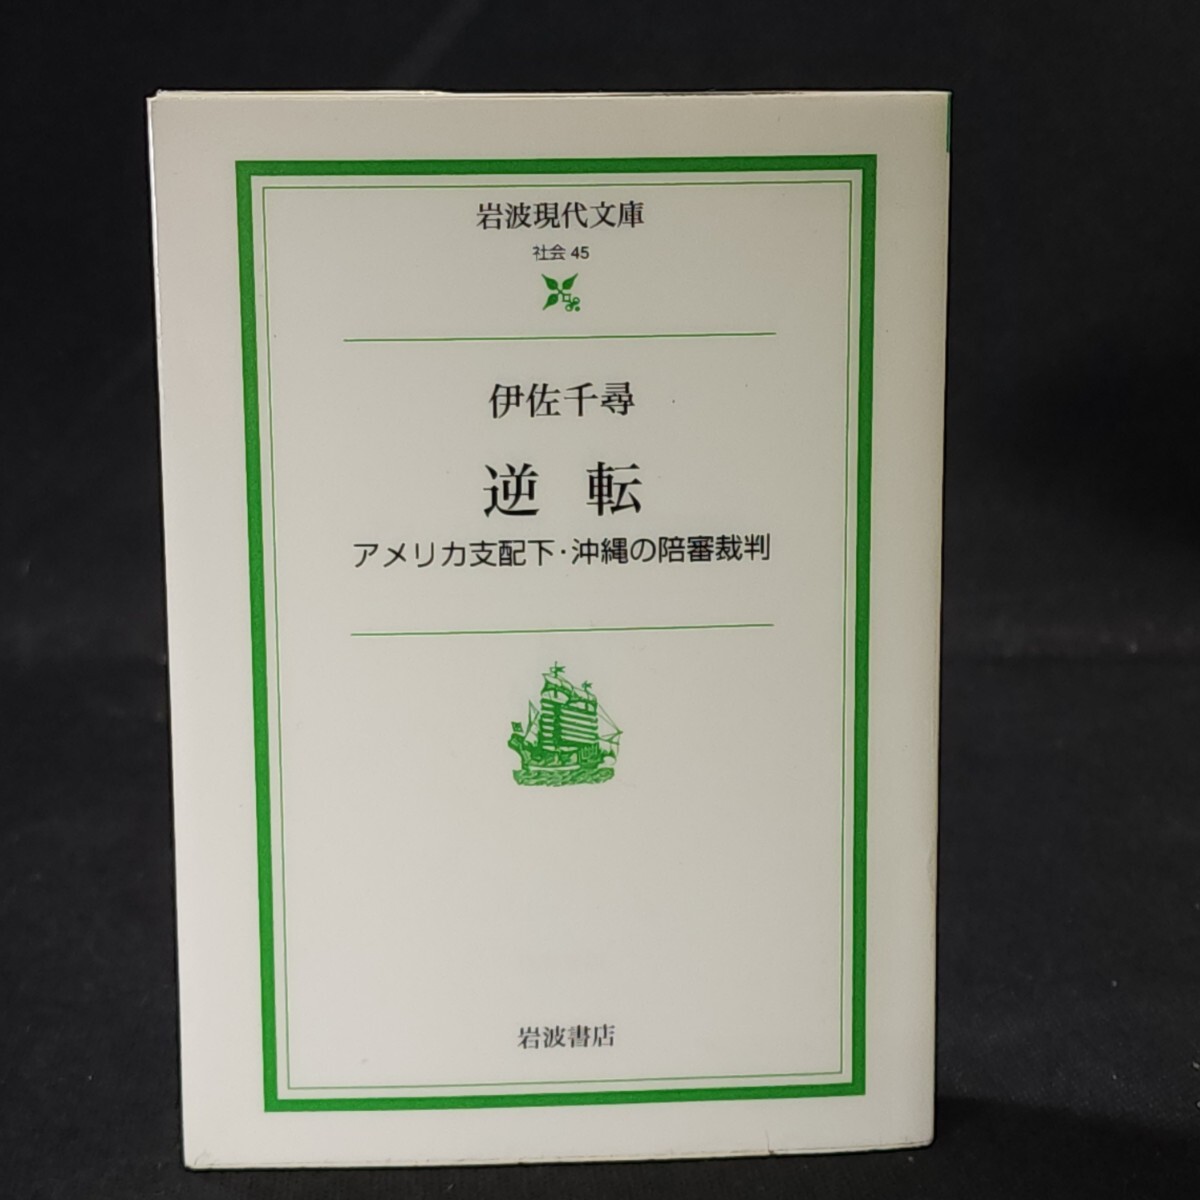 岩波現代文庫
社会 45
伊佐千尋
逆転
アメリカ支配下・沖縄の陪審裁判
岩波書店